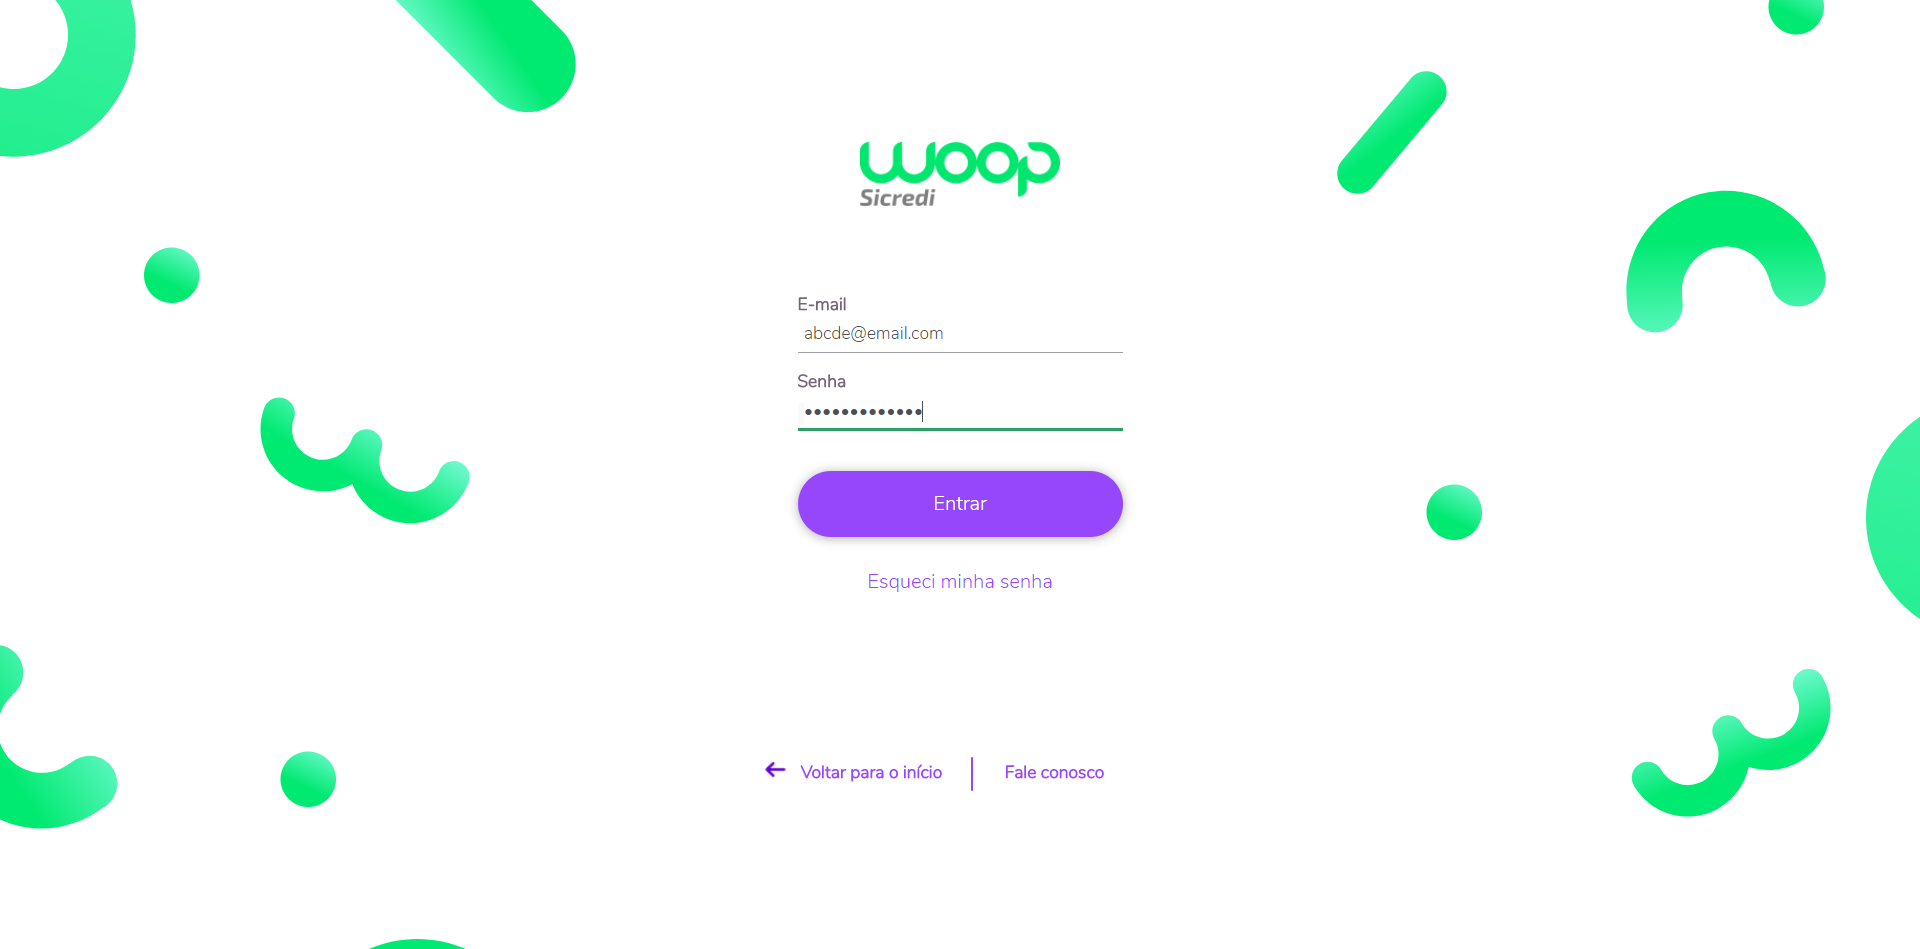 woop
Sicredi
E-mail
abcde@email.com
Senha
•••••••••••••
Entrar
Esqueci minha senha
Voltar para o início
Fale conosco